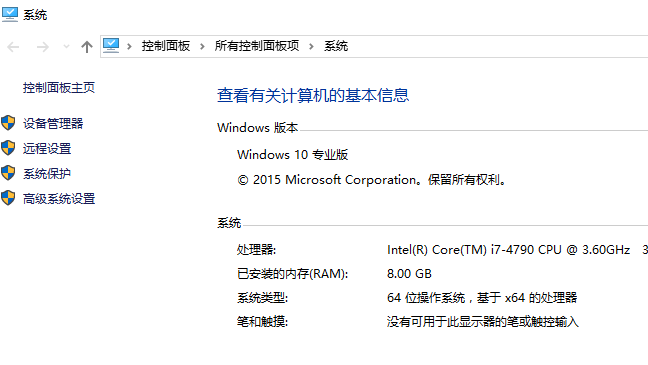 系统
控制面板 › 所有控制面板项 › 系统
控制面板主页
设备管理器
远程设置
系统保护
高级系统设置
查看有关计算机的基本信息
Windows 版本
Windows 10 专业版
© 2015 Microsoft Corporation。保留所有权利。
系统
处理器: Intel(R) Core(TM) i7-4790 CPU @ 3.60GHz 3
已安装的内存(RAM): 8.00 GB
系统类型: 64 位操作系统，基于 x64 的处理器
笔和触摸: 没有可用于此显示器的笔或触控输入